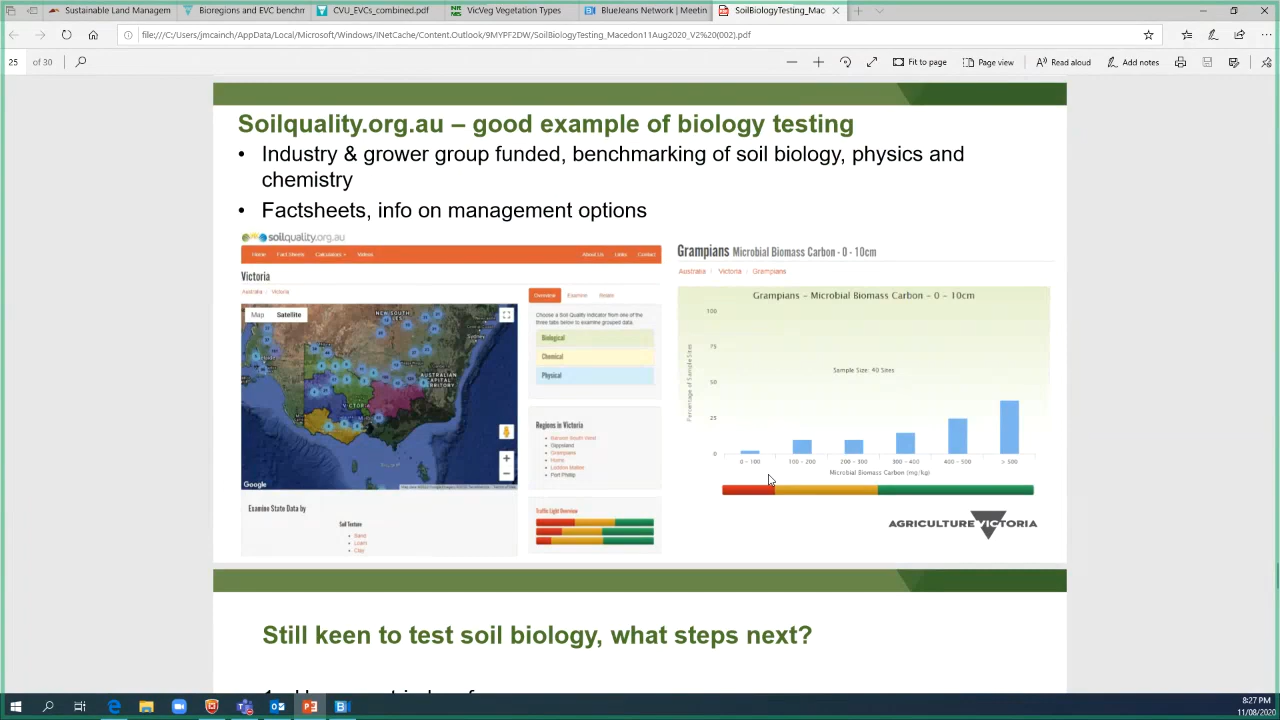 Sustainable Land Managem
Bioregions and EVC benchm
CVU_EVCs_combined.pdf
VicVeg Vegetation Types
BlueJeans Network | Meetin
SoilBiologyTesting_Mac
file:///C:/Users/jmcainch/AppData/Local/Microsoft/Windows/INetCache/Content.Outlook/9MYPF2DW/SoilBiologyTesting_Macedon11Aug2020_V2%20(002).pdf
25 of 30
Fit to page
Page view
Read aloud
Add notes
Soilquality.org.au – good example of biology testing
• Industry & grower group funded, benchmarking of soil biology, physics and
chemistry
• Factsheets, info on management options
soilquality.org.au
Home Fact Sheets Calculators Videos About Us Links Contact
Victoria
Australia / Victoria
Map Satellite
NEW SOUTH
Sydney
AUSTRALIAN
CAPITAL
TERRITORY
Google
Overview Examine Relate
Choose a Soil Quality Indicator from one of the
three tabs below to examine grouped data.
Biological
Chemical
Physical
Regions in Victoria
• Gippsland
• Grampians
• Hume
• Loddon Mallee
• Port Phillip
Examine State Data by
Soil Texture
• Sand
• Loam
• Clay
Traffic Light Overview
Grampians Microbial Biomass Carbon - 0 - 10cm
Australia / Victoria / Grampians
Grampians – Microbial Biomass Carbon – 0 – 10cm
Percentage of Sample Sites
100
75
50
25
0
Sample Size: 40 Sites
0 - 100
100 - 200
200 - 300
300 - 400
400 - 500
> 500
Microbial Biomass Carbon (mg/kg)
AGRICULTURE VICTORIA
Still keen to test soil biology, what steps next?
8:27 PM
11/08/2020